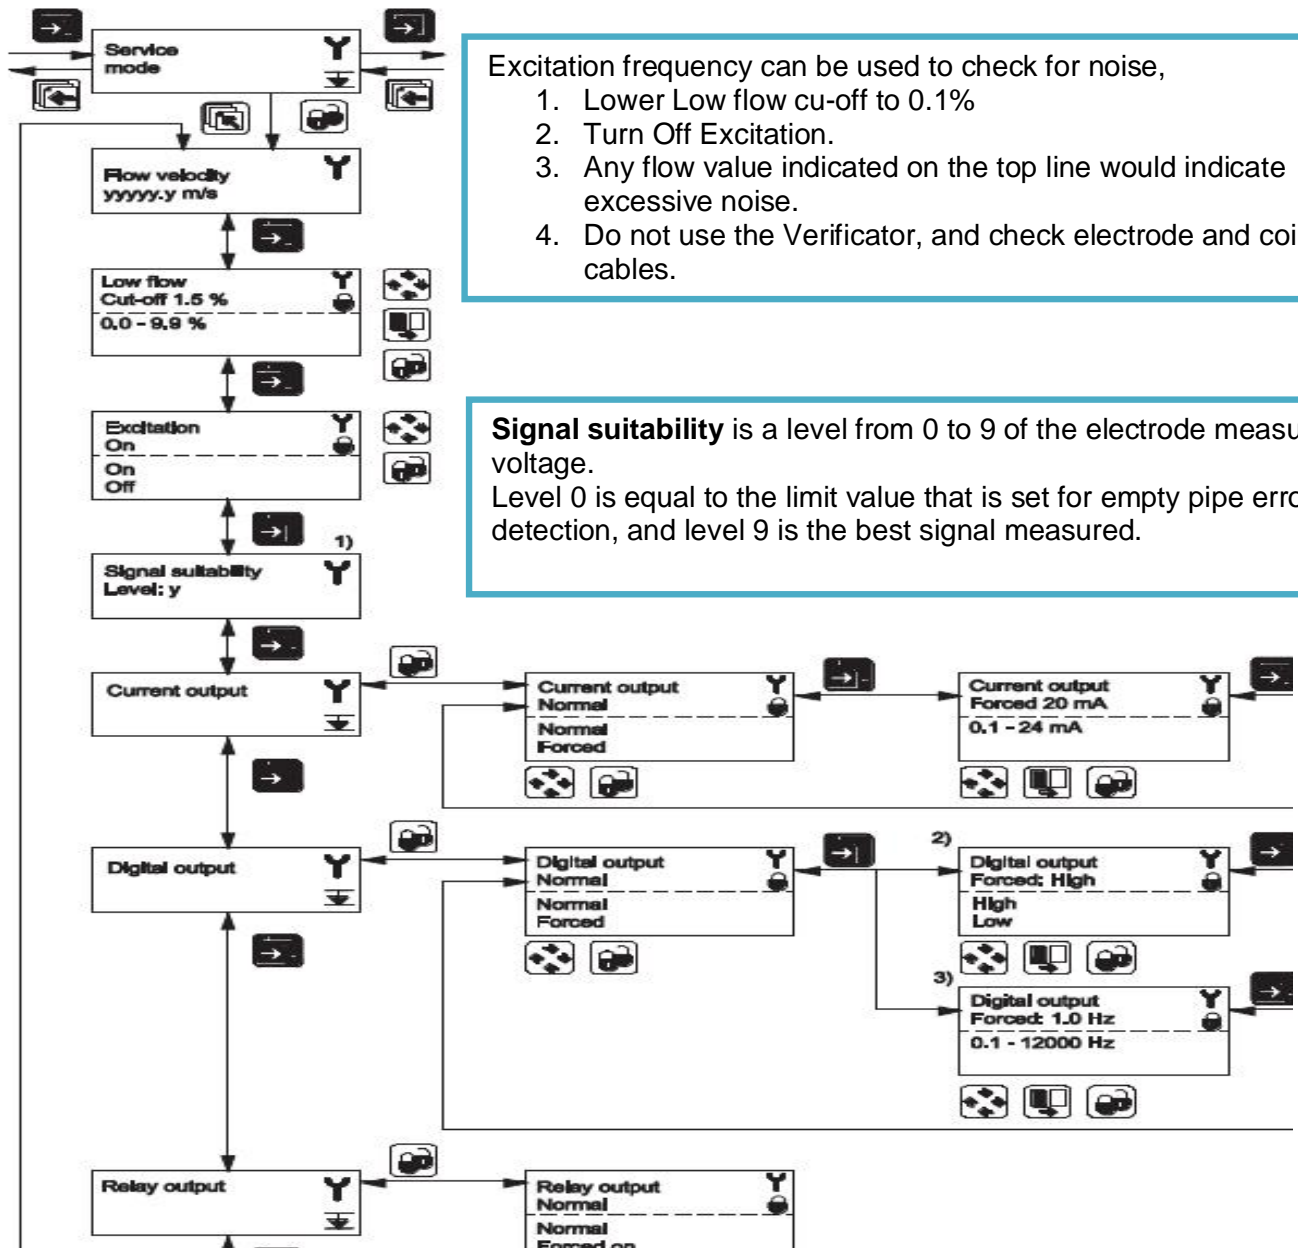 Service
mode
Excitation frequency can be used to check for noise,
1. Lower Low flow cu-off to 0.1%
2. Turn Off Excitation.
3. Any flow value indicated on the top line would indicate
excessive noise.
4. Do not use the Verificator, and check electrode and coi
cables.
Flow velocity
yyyyy.y m/s
Low flow
Cut-off 1.5 %
0.0 - 9.9 %
Excitation
On
On
Off
Signal suitability is a level from 0 to 9 of the electrode measu
voltage.
Level 0 is equal to the limit value that is set for empty pipe erro
detection, and level 9 is the best signal measured.
1)
Signal suitability
Level: y
Current output
Current output
Normal
Normal
Forced
Current output
Forced 20 mA
0.1 - 24 mA
Digital output
Digital output
Normal
Normal
Forced
2)
Digital output
Forced: High
High
Low
3)
Digital output
Forced: 1.0 Hz
0.1 - 12000 Hz
Relay output
Relay output
Normal
Normal
Forced on